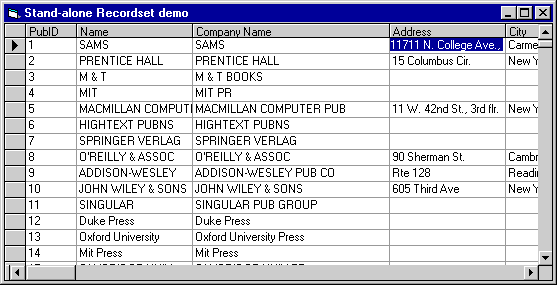 Stand-alone Recordset demo
PubID Name Company Name Address City
1 SAMS SAMS 11711 N. College Ave., Carme
2 PRENTICE HALL PRENTICE HALL 15 Columbus Cir. New Y
3 M & T M & T BOOKS
4 MIT MIT PR
5 MACMILLAN COMPUTI MACMILLAN COMPUTER PUB 11 W. 42nd St., 3rd flr. New Y
6 HIGHTEXT PUBNS HIGHTEXT PUBNS
7 SPRINGER VERLAG SPRINGER VERLAG
8 O'REILLY & ASSOC O'REILLY & ASSOC 90 Sherman St. Cambr
9 ADDISON-WESLEY ADDISON-WESLEY PUB CO Rte 128 Readi
10 JOHN WILEY & SONS JOHN WILEY & SONS 605 Third Ave New Y
11 SINGULAR SINGULAR PUB GROUP
12 Duke Press Duke Press
13 Oxford University Oxford University Press
14 Mit Press Mit Press